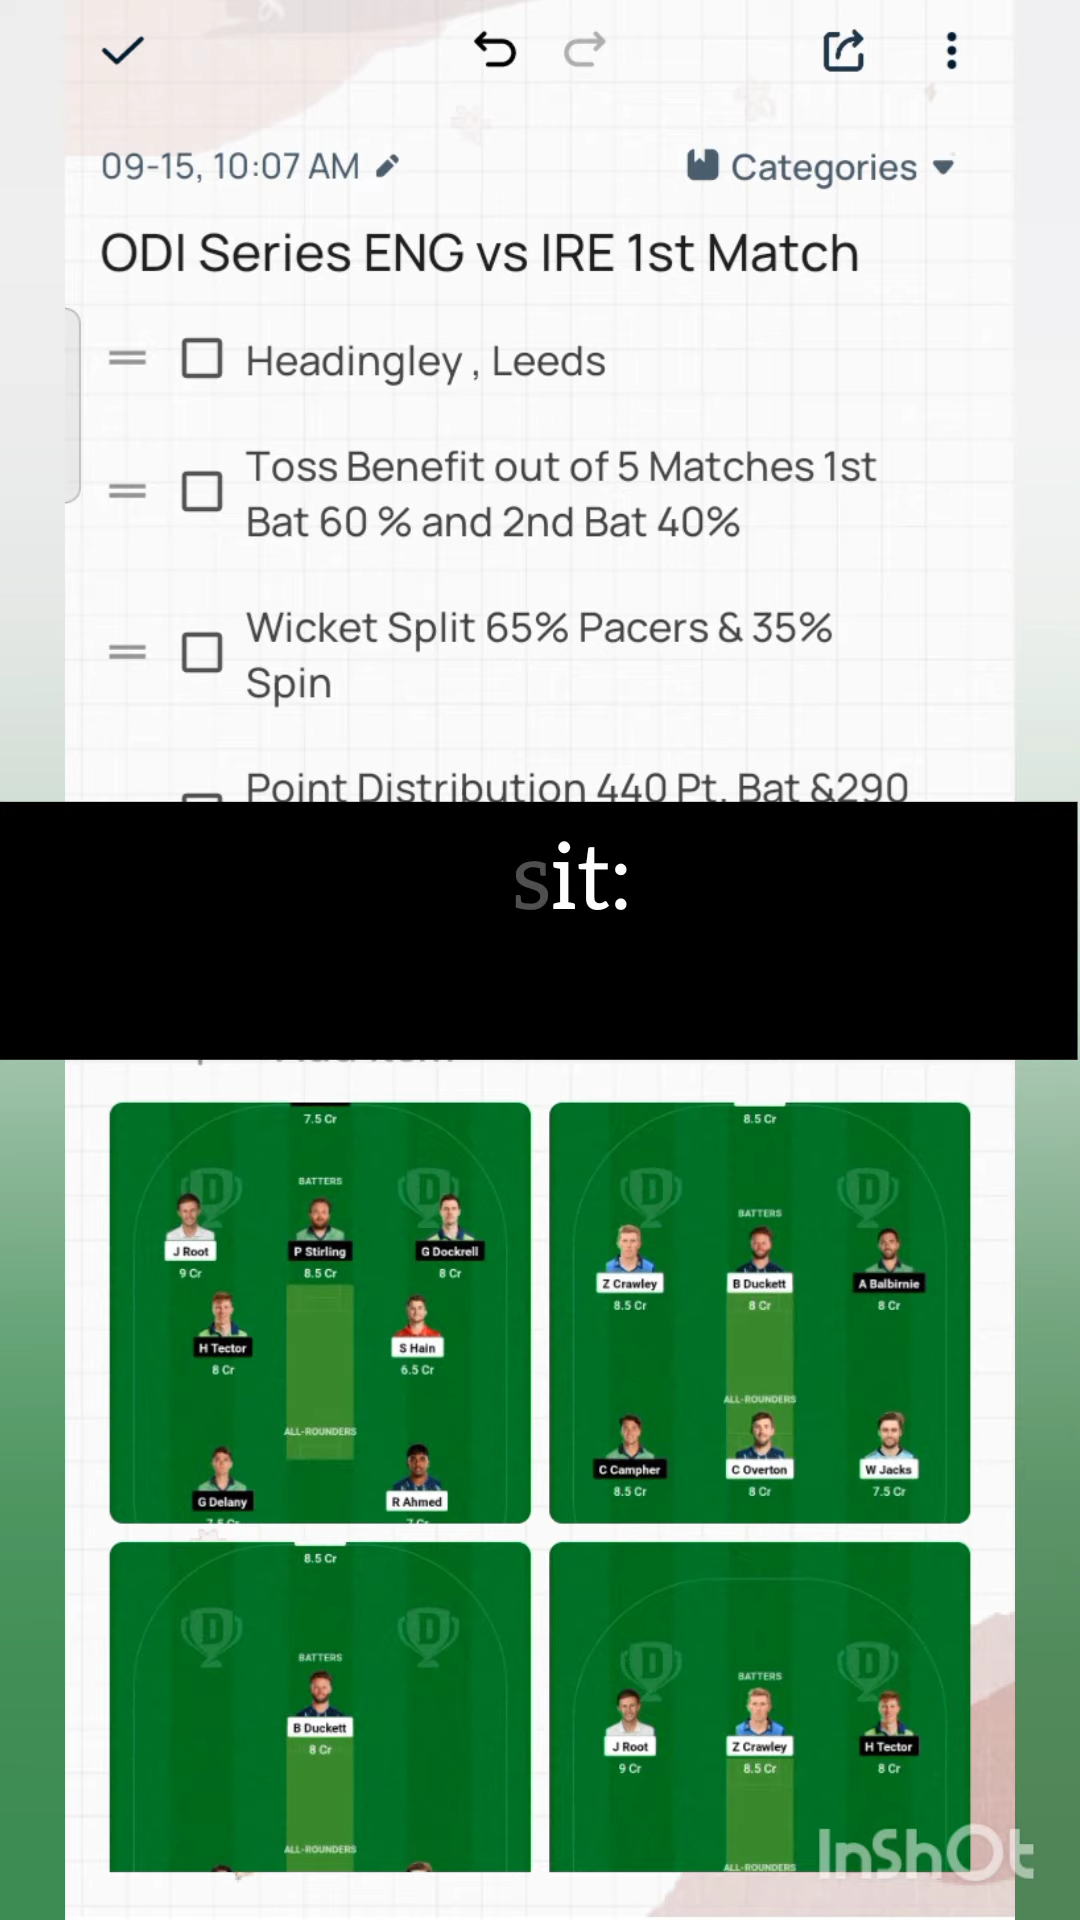 09-15, 10:07 AM
Categories
ODI Series ENG vs IRE 1st Match
Headingley , Leeds
Toss Benefit out of 5 Matches 1st
Bat 60 % and 2nd Bat 40%
Wicket Split 65% Pacers & 35%
Spin
Point Distribution 440 Pt. Bat &290
sit:
7.5 Cr
BATTERS
J Root
P Stirling
G Dockrell
9 Cr
8.5 Cr
8 Cr
H Tector
S Hain
8 Cr
6.5 Cr
ALL-ROUNDERS
G Delany
R Ahmed
8.5 Cr
BATTERS
Z Crawley
B Duckett
A Balbirnie
8.5 Cr
8 Cr
8 Cr
ALL-ROUNDERS
C Campher
C Overton
W Jacks
8.5 Cr
8 Cr
7.5 Cr
8.5 Cr
BATTERS
B Duckett
8 Cr
ALL-ROUNDERS
BATTERS
J Root
Z Crawley
H Tector
9 Cr
8.5 Cr
8 Cr
ALL-ROUNDERS
InShOt